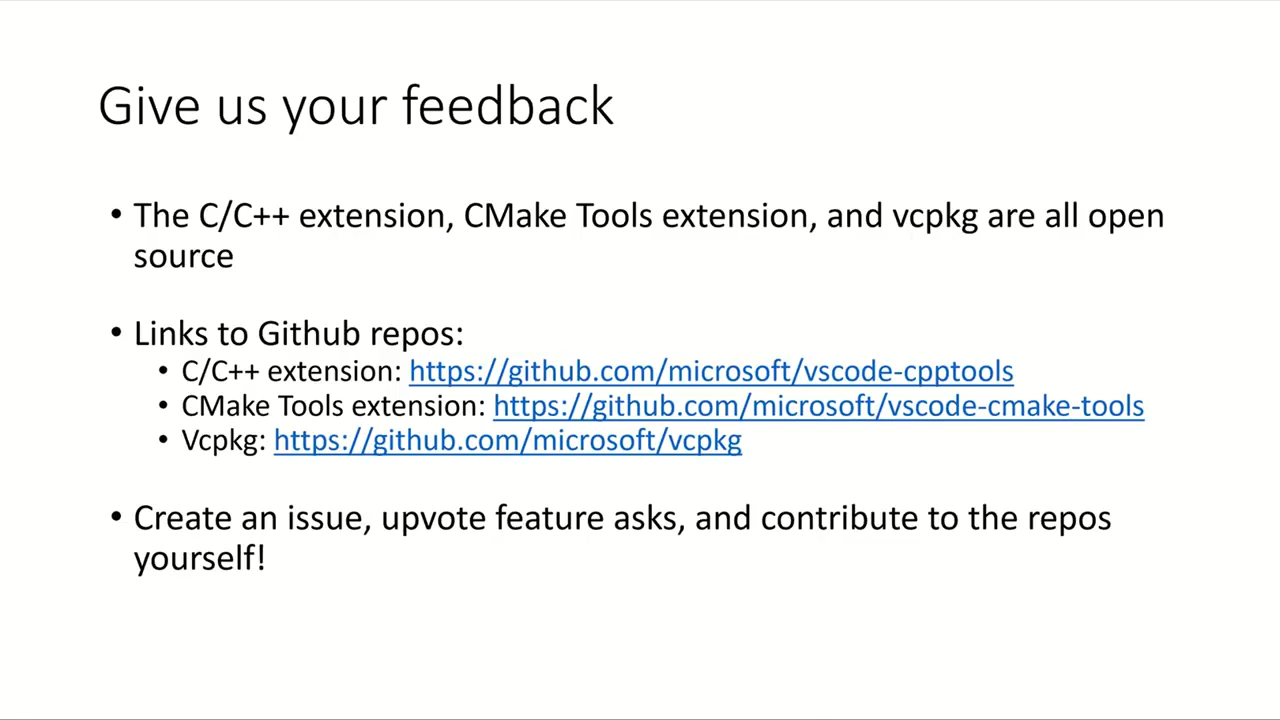 Give us your feedback
• The C/C++ extension, CMake Tools extension, and vcpkg are all open
source
• Links to Github repos:
• C/C++ extension: https://github.com/microsoft/vscode-cpptools
• CMake Tools extension: https://github.com/microsoft/vscode-cmake-tools
• Vcpkg: https://github.com/microsoft/vcpkg
• Create an issue, upvote feature asks, and contribute to the repos
yourself!